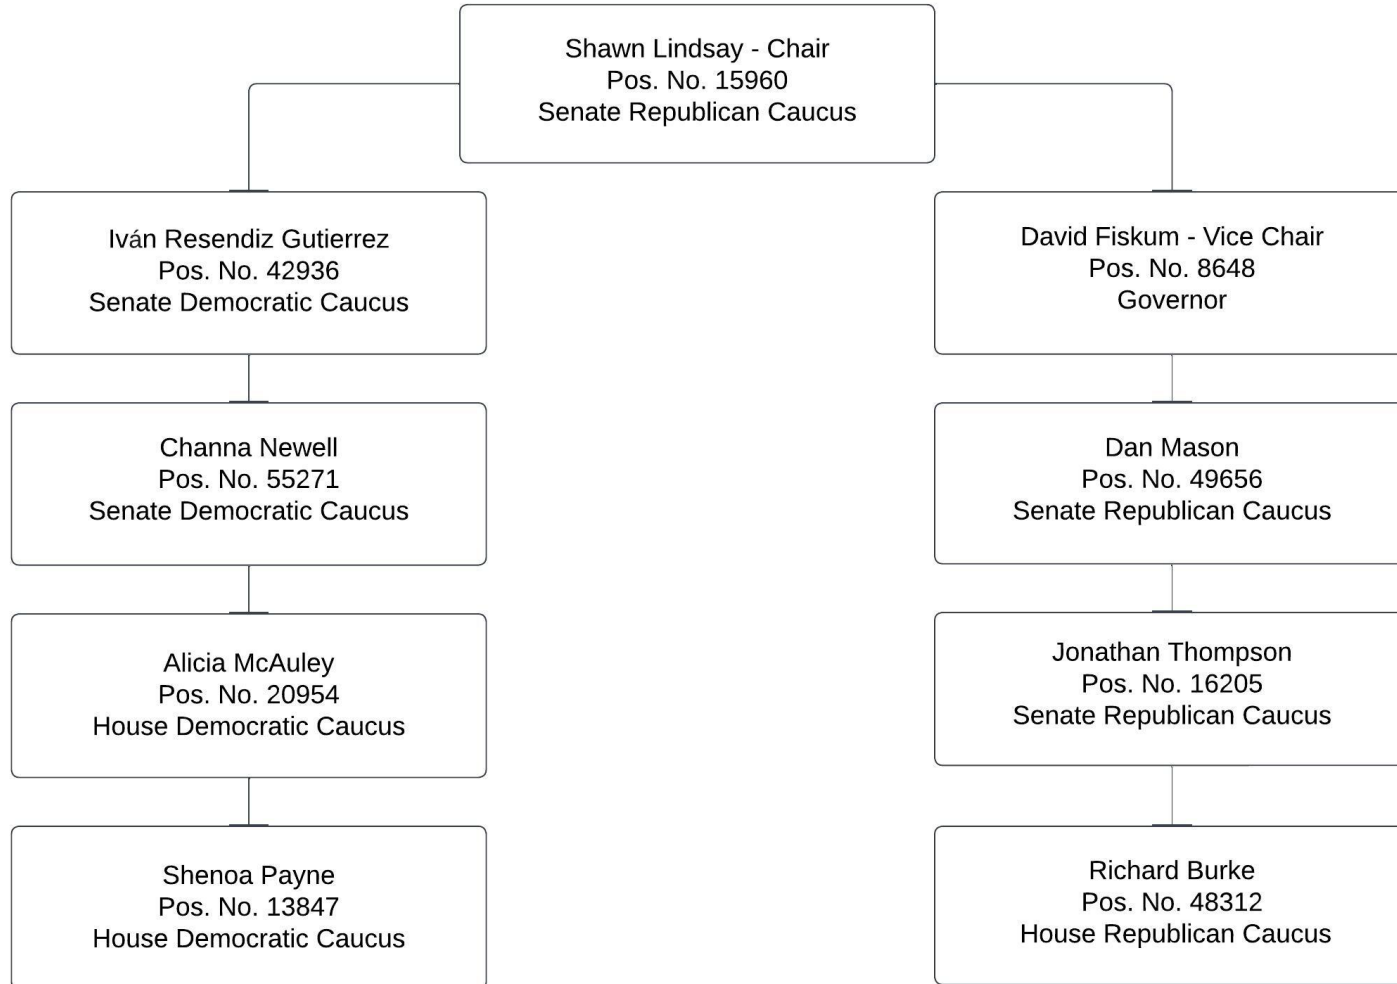 Shawn Lindsay - Chair
Pos. No. 15960
Senate Republican Caucus
Iván Resendiz Gutierrez
Pos. No. 42936
Senate Democratic Caucus
Channa Newell
Pos. No. 55271
Senate Democratic Caucus
Alicia McAuley
Pos. No. 20954
House Democratic Caucus
Shenoa Payne
Pos. No. 13847
House Democratic Caucus
David Fiskum - Vice Chair
Pos. No. 8648
Governor
Dan Mason
Pos. No. 49656
Senate Republican Caucus
Jonathan Thompson
Pos. No. 16205
Senate Republican Caucus
Richard Burke
Pos. No. 48312
House Republican Caucus